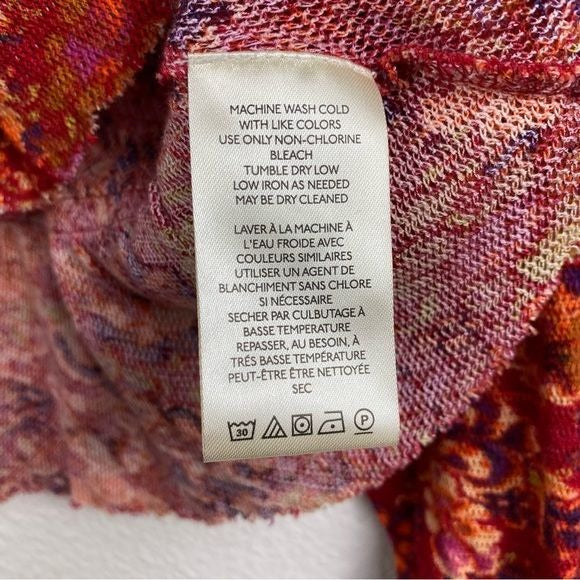 MACHINE WASH COLD
WITH LIKE COLORS
USE ONLY NON-CHLORINE
BLEACH
TUMBLE DRY LOW
LOW IRON AS NEEDED
MAY BE DRY CLEANED
LAVER À LA MACHINE À
L'EAU FROIDE AVEC
COULEURS SIMILAIRES
UTILISER UN AGENT DE
BLANCHIMENT SANS CHLORE
SI NÉCESSAIRE
SECHER PAR CULBUTAGE À
BASSE TEMPERATURE
REPASSER, AU BESOIN, À
TRÉS BASSE TEMPÉRATURE
PEUT-ÊTRE ÊTRE NETTOYÉE
SEC
30 P